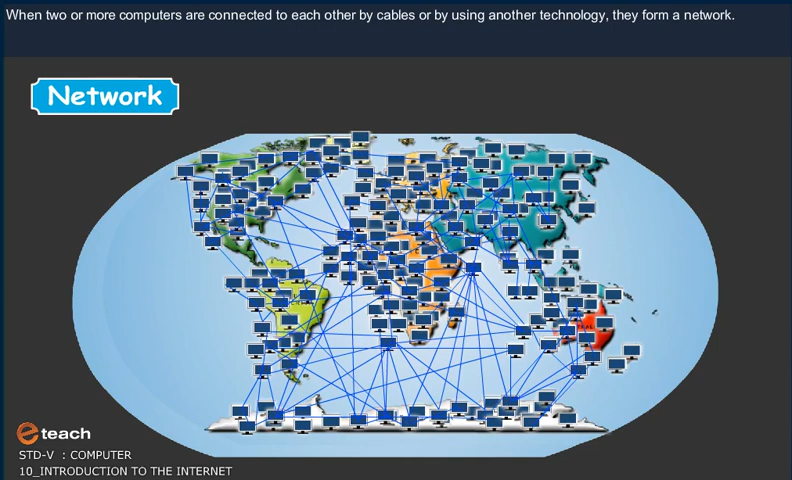 When two or more computers are connected to each other by cables or by using another technology, they form a network.
Network
eteach
STD-V : COMPUTER
10_INTRODUCTION TO THE INTERNET